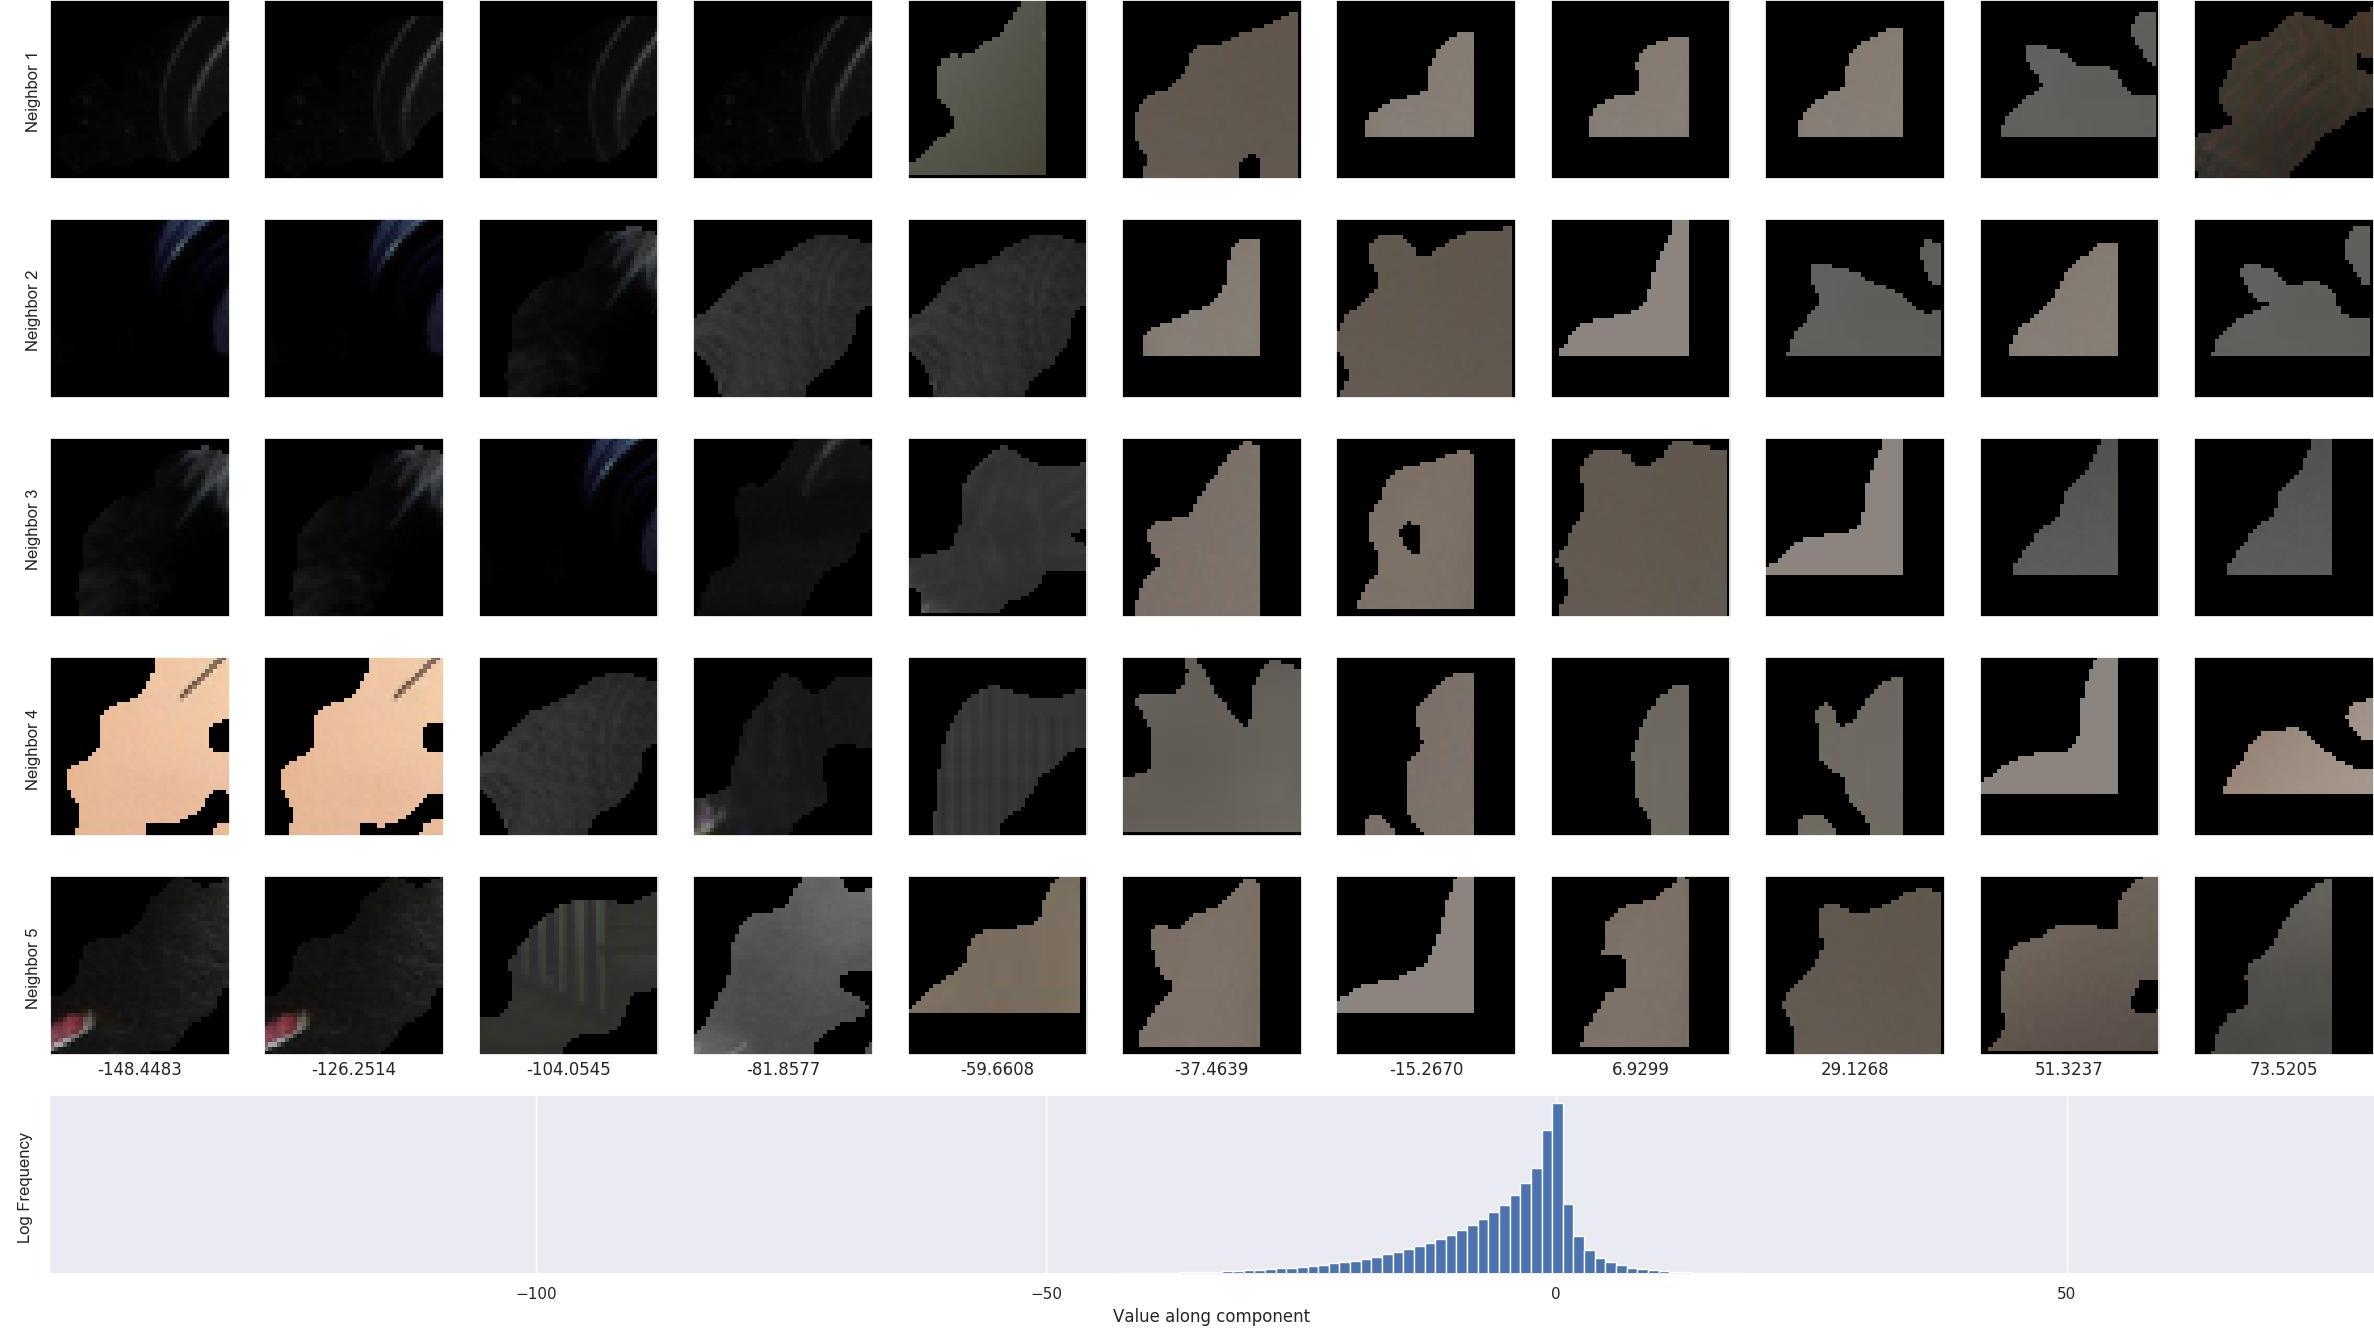 Neighbor 1
Neighbor 2
Neighbor 3
Neighbor 4
Neighbor 5
-148.4483 -126.2514 -104.0545 -81.8577 -59.6608 -37.4639 -15.2670 6.9299 29.1268 51.3237 73.5205
Log Frequency
−100 −50 0 50
Value along component